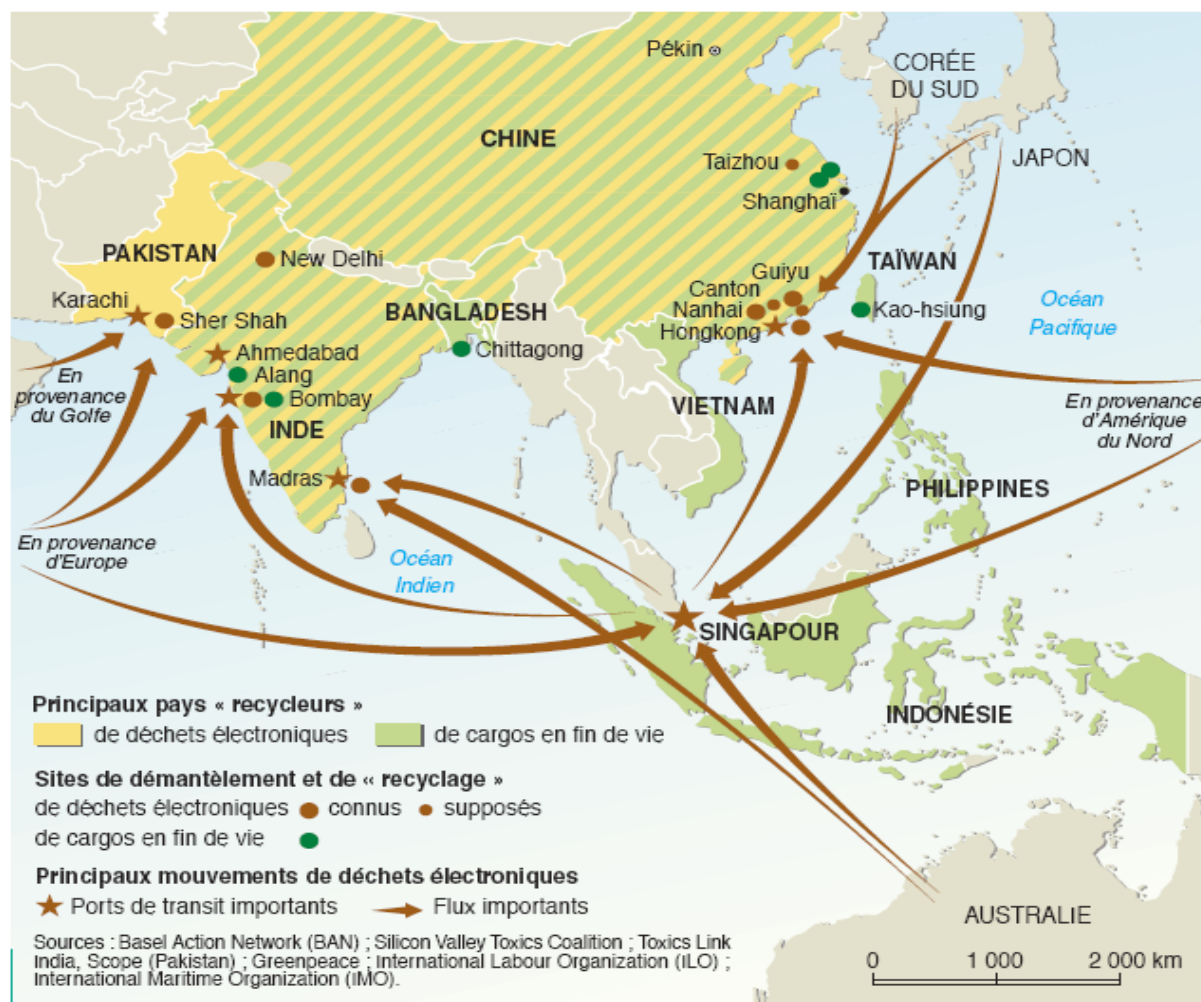 Pékin
CORÉE
DU SUD
CHINE
Taizhou
JAPON
Shanghaï
PAKISTAN
New Delhi
Guiyu
TAÏWAN
Karachi
Canton
BANGLADESH
Nanhai
Kao-hsiung
Océan
Pacifique
Sher Shah
Hongkong
Ahmedabad
Chittagong
Alang
En
provenance
du Golfe
Bombay
VIETNAM
En provenance
d'Amérique
du Nord
INDE
Madras
PHILIPPINES
En provenance
d'Europe
Océan
Indien
SINGAPOUR
INDONÉSIE
Principaux pays « recycleurs »
de déchets électroniques
de cargos en fin de vie
Sites de démantèlement et de « recyclage »
de déchets électroniques connus supposés
de cargos en fin de vie
Principaux mouvements de déchets électroniques
Ports de transit importants Flux importants
AUSTRALIE
Sources : Basel Action Network (BAN) ; Silicon Valley Toxics Coalition ; Toxics Link
India, Scope (Pakistan) ; Greenpeace ; International Labour Organization (ILO) ;
International Maritime Organization (IMO).
0 1 000 2 000 km